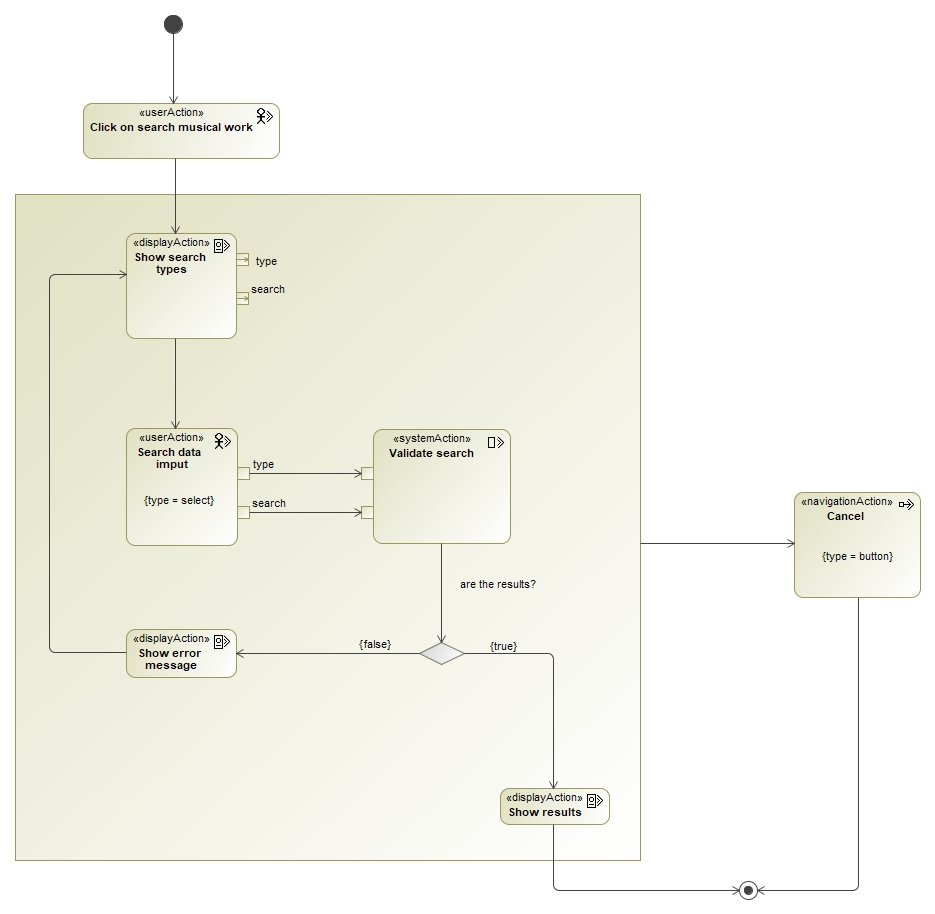 «userAction»
Click on search musical work
«displayAction»
Show search
types
type
search
«userAction»
Search data
imput
{type = select}
type
search
«systemAction»
Validate search
«navigationAction»
Cancel
{type = button}
are the results?
{false}
{true}
«displayAction»
Show error
message
«displayAction»
Show results